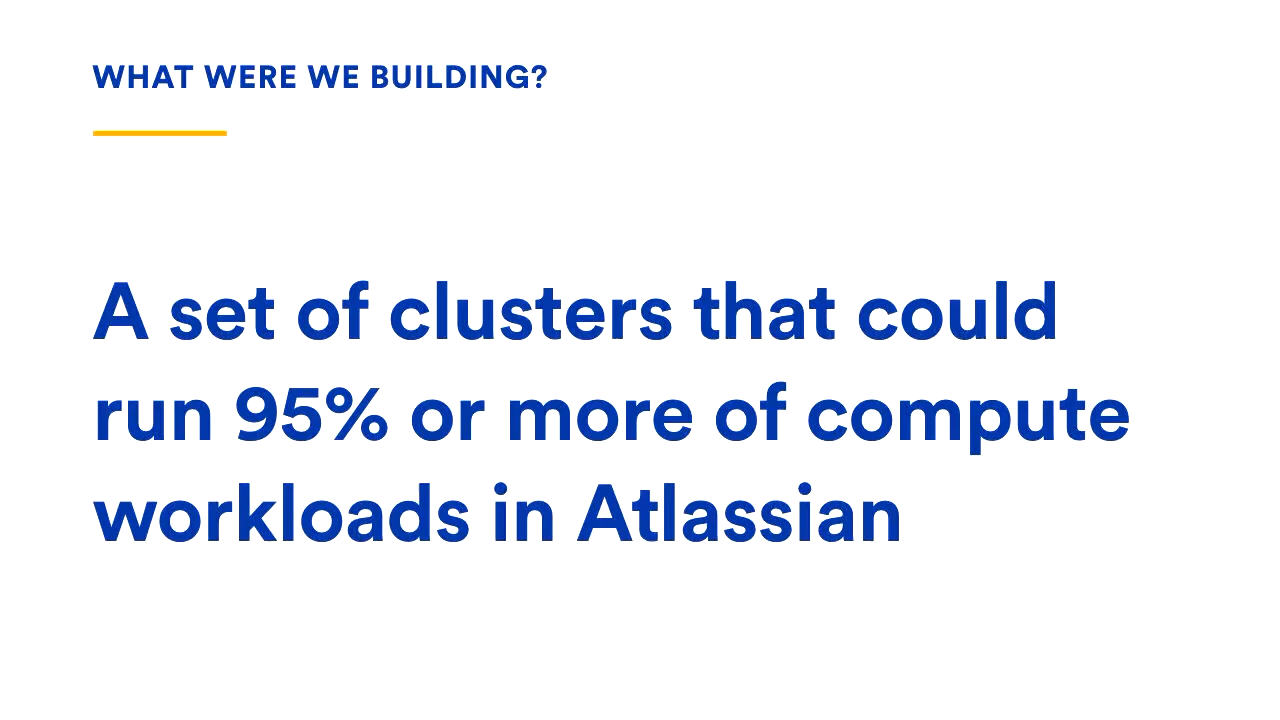 WHAT WERE WE BUILDING?
A set of clusters that could
run 95% or more of compute
workloads in Atlassian